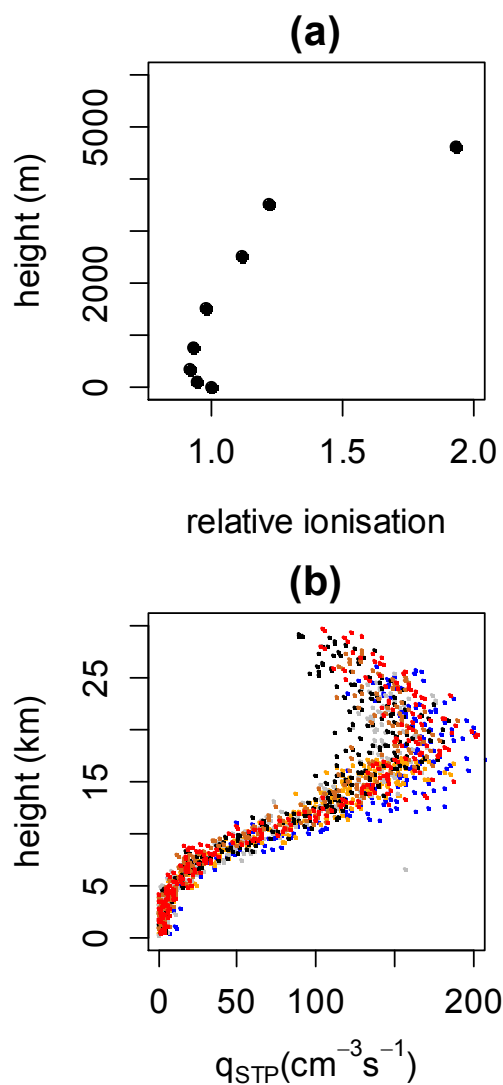 (a)
height (m)
5000
2000
0
1.0 1.5 2.0
relative ionisation
(b)
height (km)
25
15
5
0
0 50 100 200
qSTP(cm−3s−1)